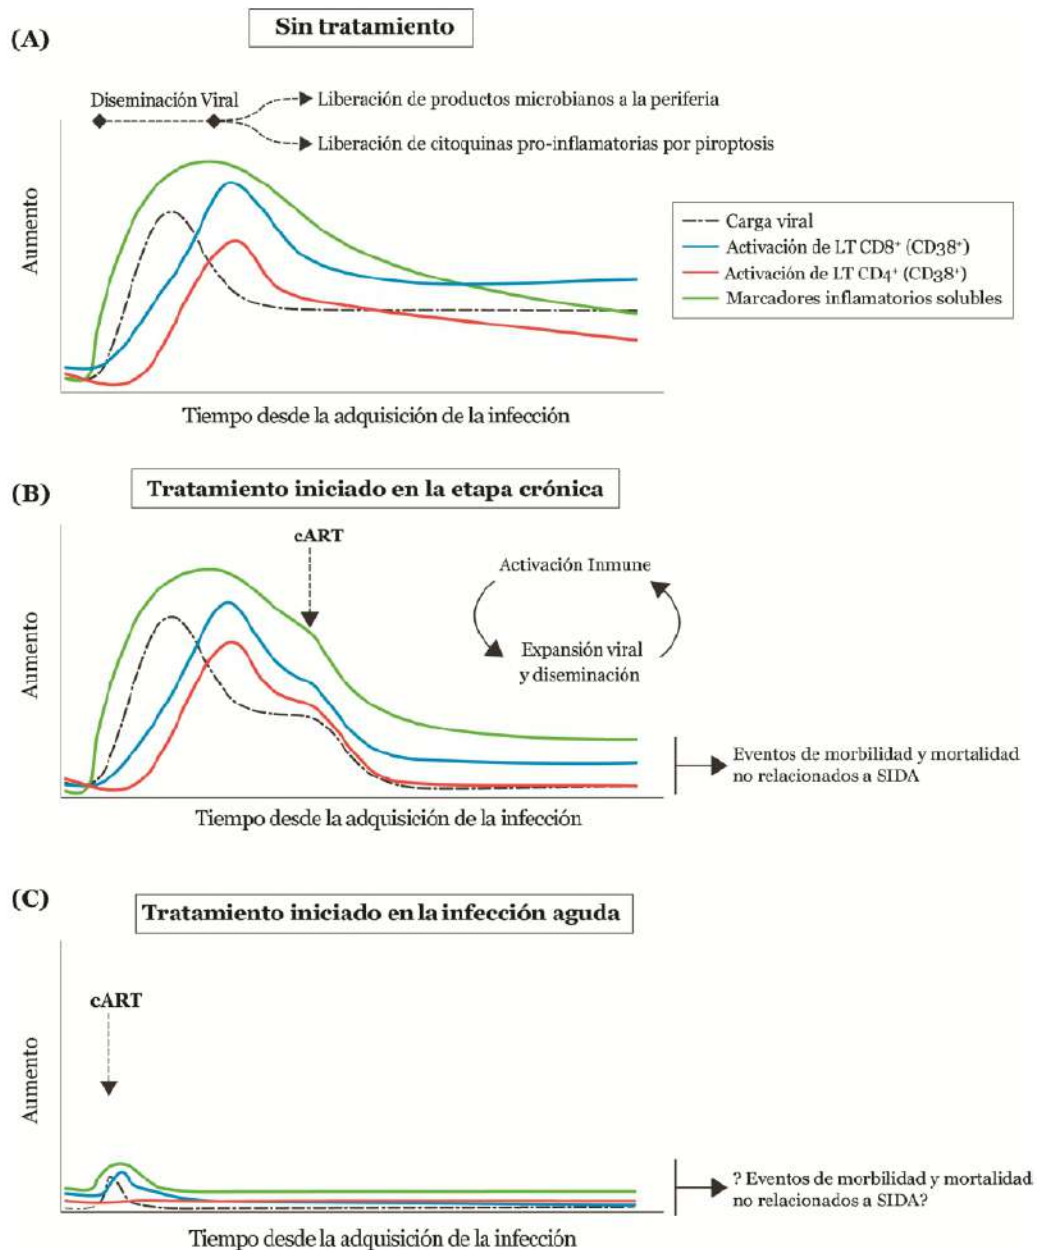 (A)
Sin tratamiento
Diseminación Viral
Liberación de productos microbianos a la periferia
Liberación de citoquinas pro-inflamatorias por piroptosis
Aumento
Carga viral
Activación de LT CD8⁺ (CD38⁺)
Activación de LT CD4⁺ (CD38⁺)
Marcadores inflamatorios solubles
Tiempo desde la adquisición de la infección
(B)
Tratamiento iniciado en la etapa crónica
cART
Activación Inmune
Expansión viral
y diseminación
Aumento
Eventos de morbilidad y mortalidad
no relacionados a SIDA
Tiempo desde la adquisición de la infección
(C)
Tratamiento iniciado en la infección aguda
cART
Aumento
? Eventos de morbilidad y mortalidad
no relacionados a SIDA?
Tiempo desde la adquisición de la infección